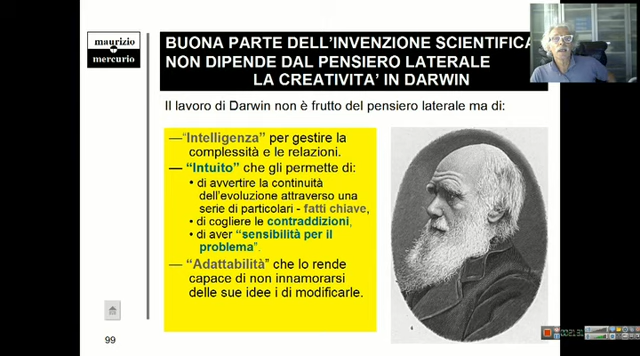 maurizio
mercurio
BUONA PARTE DELL'INVENZIONE SCIENTIFICA
NON DIPENDE DAL PENSIERO LATERALE
LA CREATIVITA' IN DARWIN
Il lavoro di Darwin non è frutto del pensiero laterale ma di:
—"Intelligenza" per gestire la
complessità e le relazioni.
— "Intuito" che gli permette di:
• di avvertire la continuità
dell'evoluzione attraverso una
serie di particolari - fatti chiave,
• di cogliere le contraddizioni,
• di aver "sensibilità per il
problema".
— "Adattabilità" che lo rende
capace di non innamorarsi
delle sue idee i di modificarle.
99